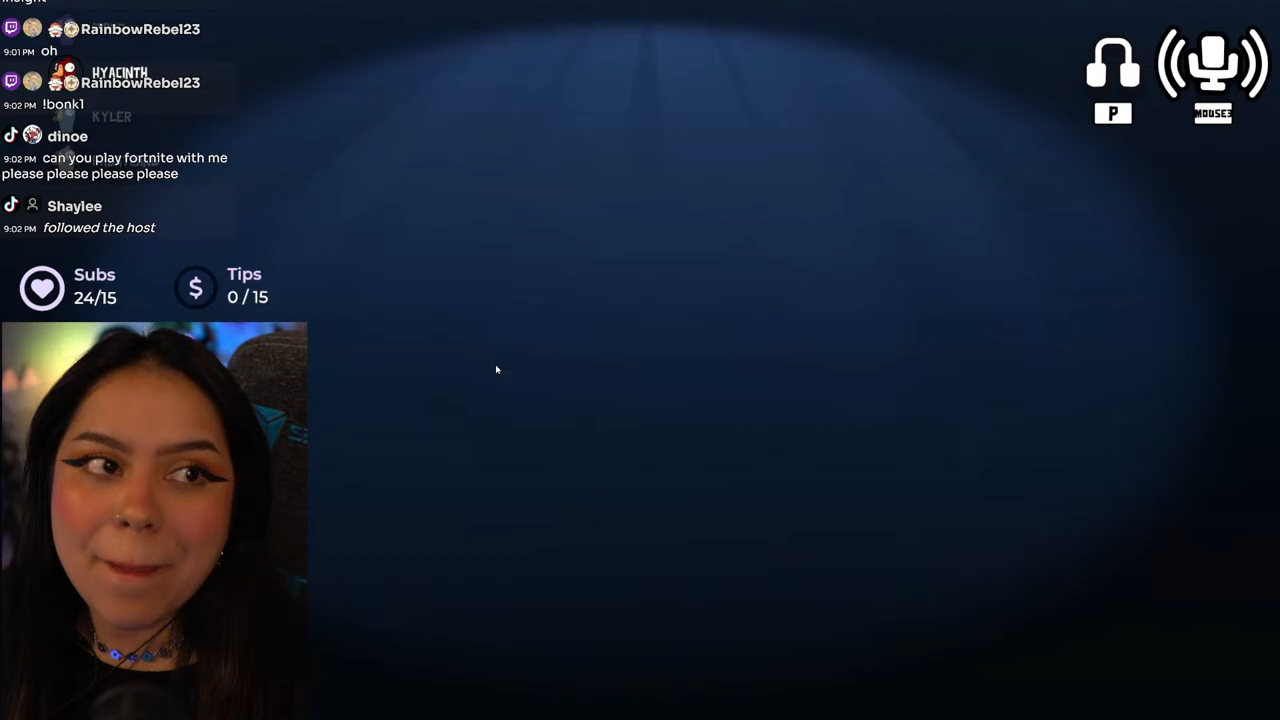 RainbowRebel23
9:01 PM oh
HYACINTH
RainbowRebel23
9:02 PM !bonk1
KYLER
dinoe
9:02 PM can you play fortnite with me
please please please please
Shaylee
9:02 PM followed the host
Subs
24/15
Tips
0 / 15
P
MOUSE3